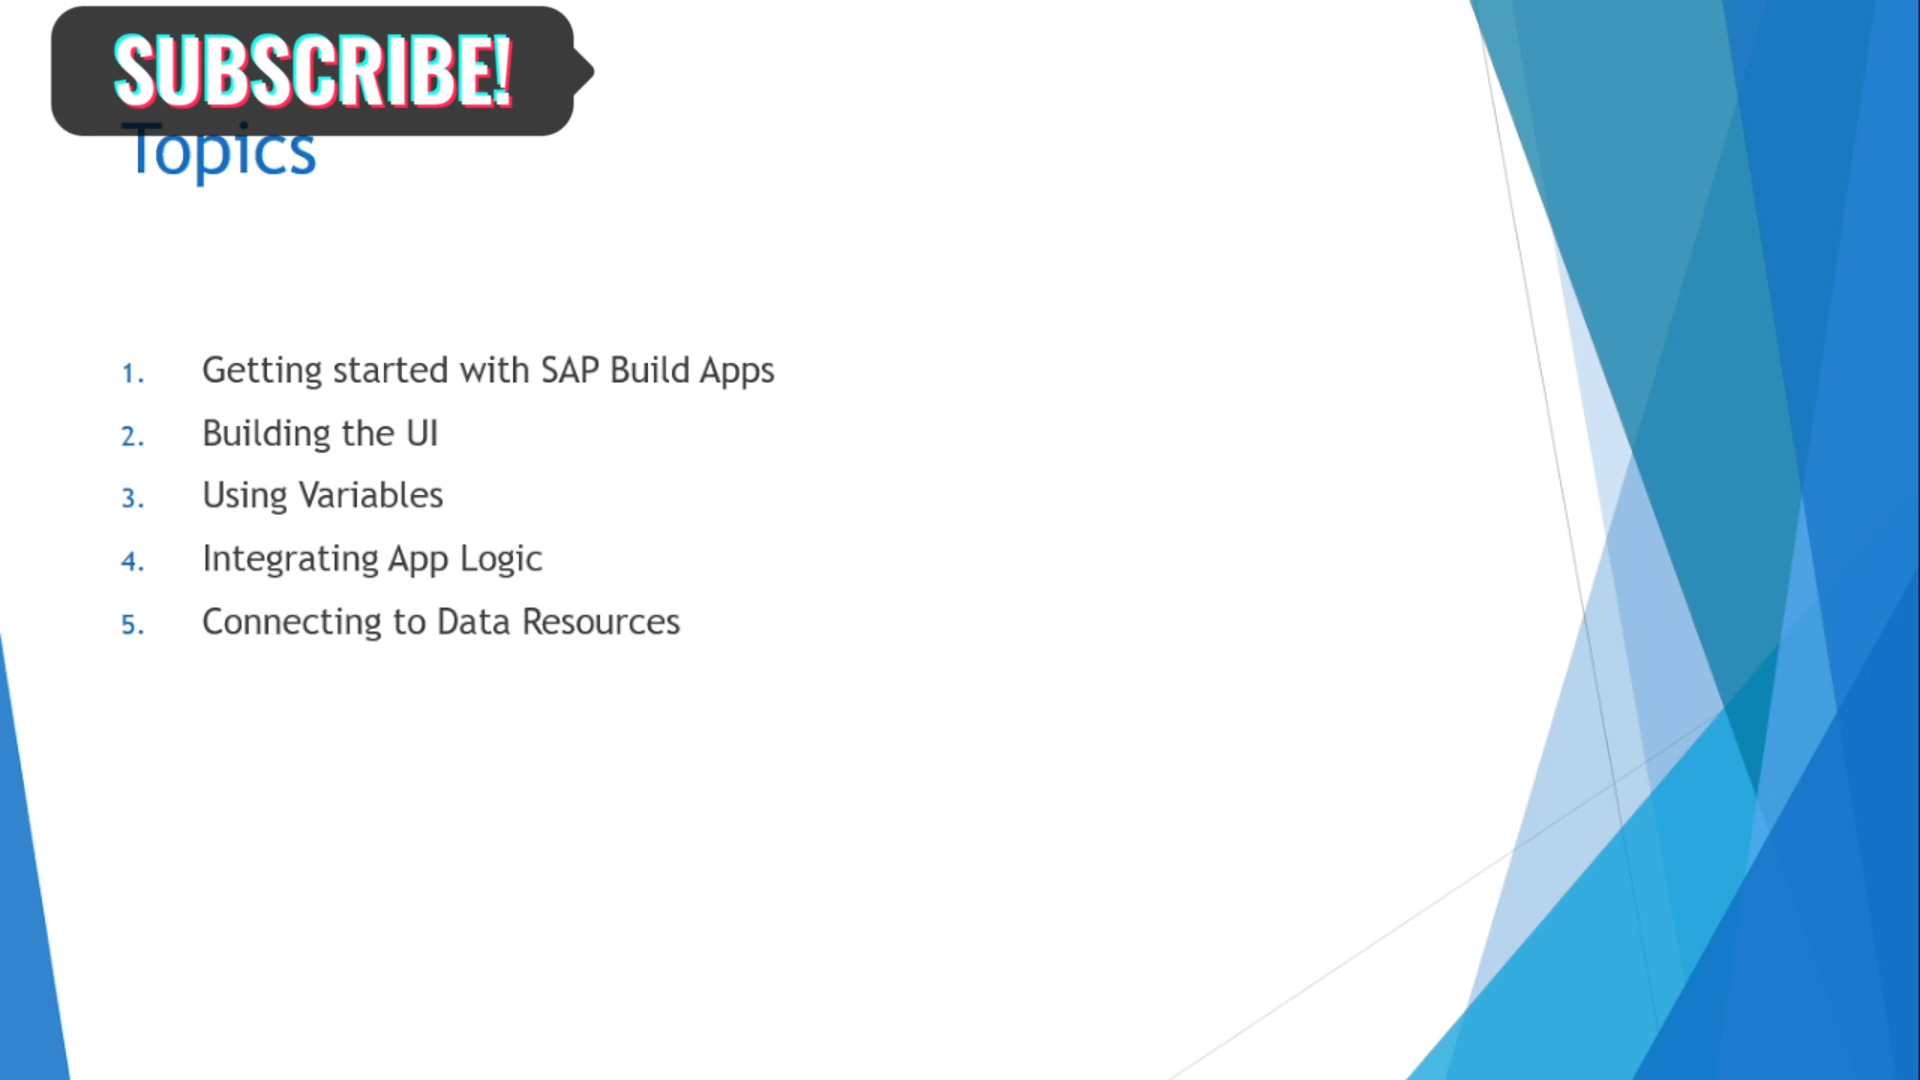 SUBSCRIBE!
Topics
1. Getting started with SAP Build Apps
2. Building the UI
3. Using Variables
4. Integrating App Logic
5. Connecting to Data Resources